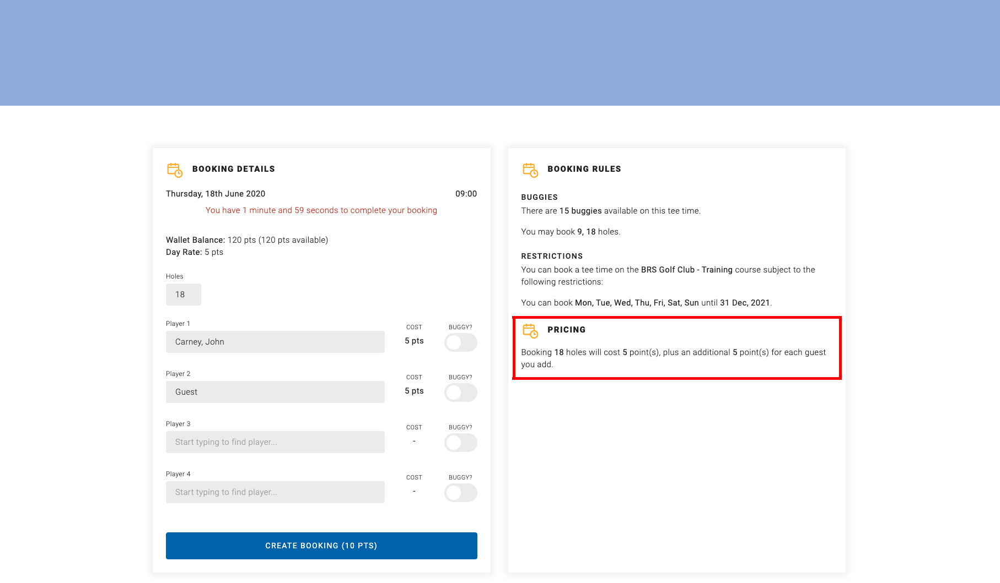 BOOKING DETAILS
Thursday, 18th June 2020 09:00
You have 1 minute and 59 seconds to complete your booking
Wallet Balance: 120 pts (120 pts available)
Day Rate: 5 pts
Holes
18
Player 1 COST BUGGY?
Carney, John 5 pts
Player 2 COST BUGGY?
Guest 5 pts
Player 3 COST BUGGY?
Start typing to find player... -
Player 4 COST BUGGY?
Start typing to find player... -
CREATE BOOKING (10 PTS)
BOOKING RULES
BUGGIES
There are 15 buggies available on this tee time.
You may book 9, 18 holes.
RESTRICTIONS
You can book a tee time on the BRS Golf Club - Training course subject to the
following restrictions:
You can book Mon, Tue, Wed, Thu, Fri, Sat, Sun until 31 Dec, 2021.
PRICING
Booking 18 holes will cost 5 point(s), plus an additional 5 point(s) for each guest
you add.